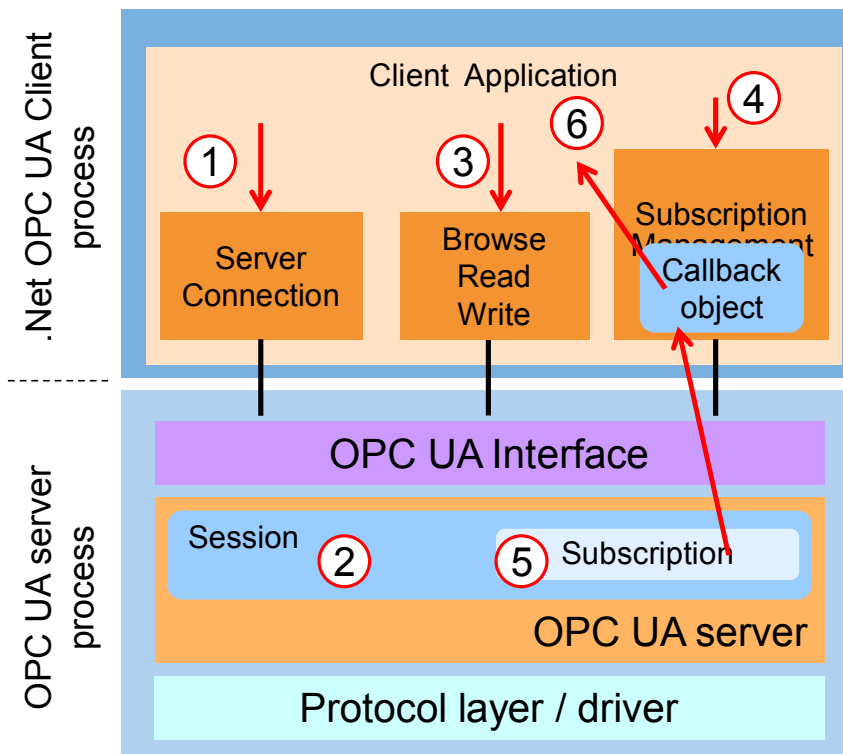 .Net OPC UA Client
process
Client Application
1
3
6
4
Server
Connection
Browse
Read
Write
Subscription
Management
Callback
object
OPC UA server
process
OPC UA Interface
Session
2
5
Subscription
OPC UA server
Protocol layer / driver